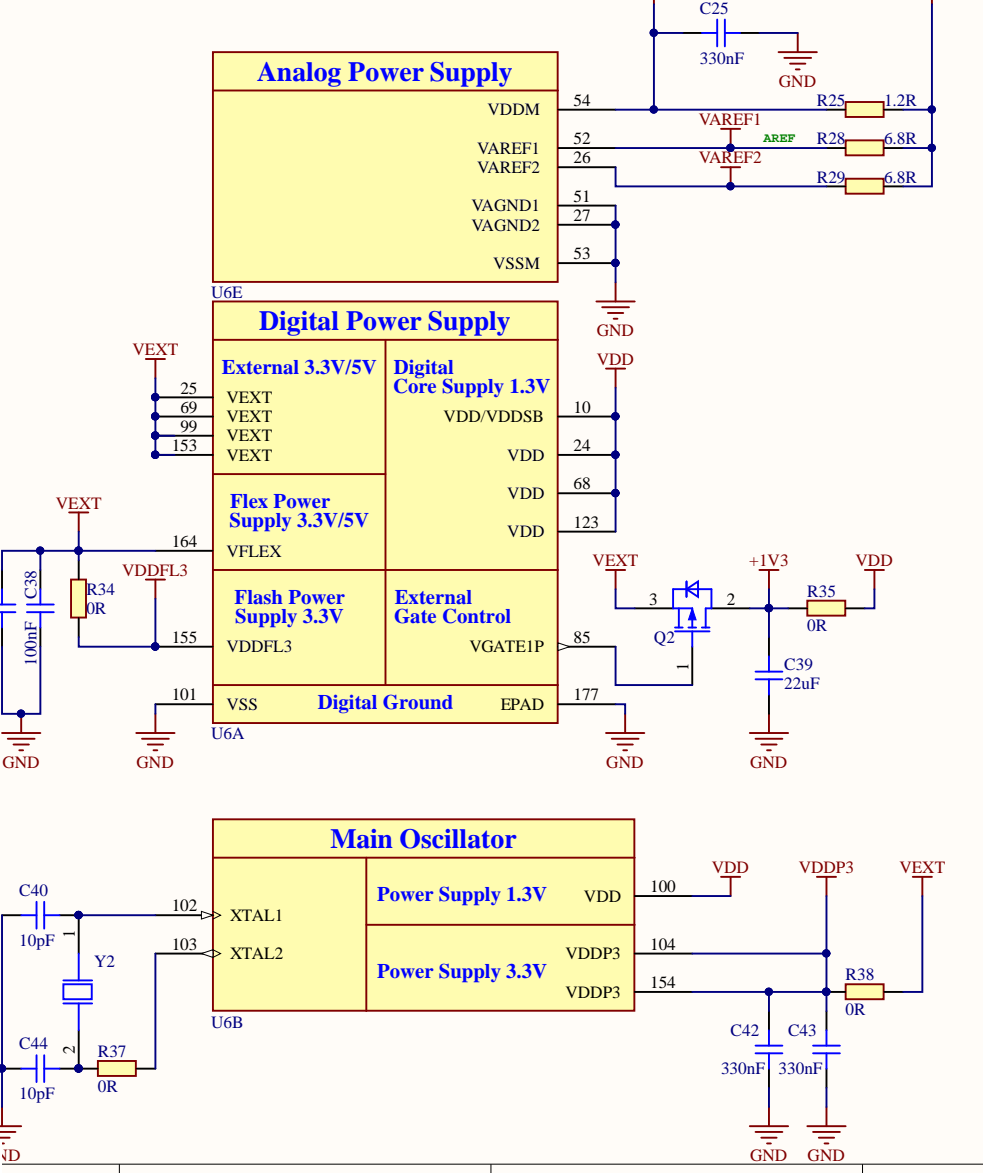 C25
330nF
GND
Analog Power Supply
VDDM
54
R25
1.2R
VAREF1
VAREF1
52
AREF
R28
6.8R
VAREF2
26
VAREF2
R29
6.8R
VAGND1
51
VAGND2
27
VSSM
53
U6E
GND
Digital Power Supply
VEXT
External 3.3V/5V
25
VEXT
69
VEXT
99
VEXT
153
VEXT
Digital
Core Supply 1.3V
VDD
VDD/VDDSB
10
VDD
24
VDD
68
VDD
123
VEXT
Flex Power
Supply 3.3V/5V
164
VFLEX
C38
100nF
R34
0R
VDDFL3
Flash Power
Supply 3.3V
155
VDDFL3
External
Gate Control
VGATE1P
85
VEXT
3
2
Q2
1
+1V3
VDD
R35
0R
C39
22uF
101
VSS
Digital Ground
EPAD
177
U6A
GND
GND
GND
GND
Main Oscillator
C40
10pF
102
XTAL1
1
103
XTAL2
Y2
2
C44
10pF
R37
0R
Power Supply 1.3V
VDD
100
VDD
VDDP3
VEXT
Power Supply 3.3V
VDDP3
104
VDDP3
154
R38
0R
U6B
C42
330nF
C43
330nF
GND
GND